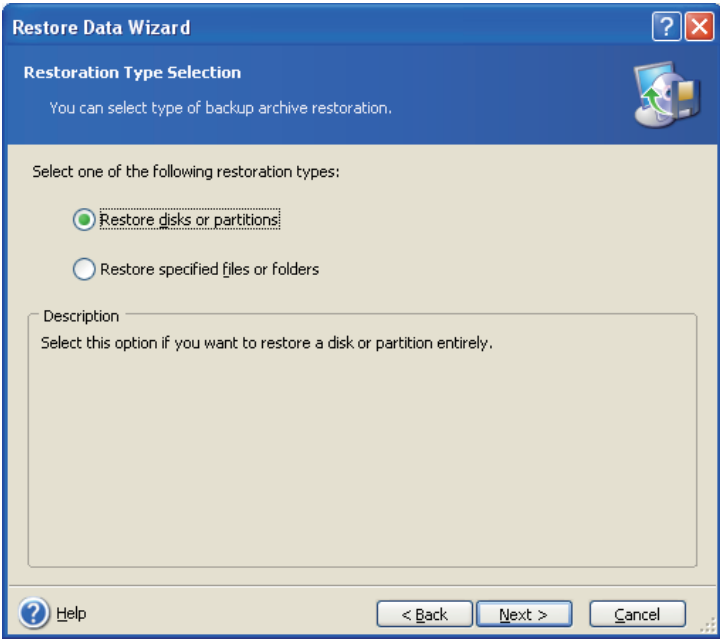 Restore Data Wizard
Restoration Type Selection
You can select type of backup archive restoration.
Select one of the following restoration types:
Restore disks or partitions
Restore specified files or folders
Description
Select this option if you want to restore a disk or partition entirely.
Help
< Back
Next >
Cancel